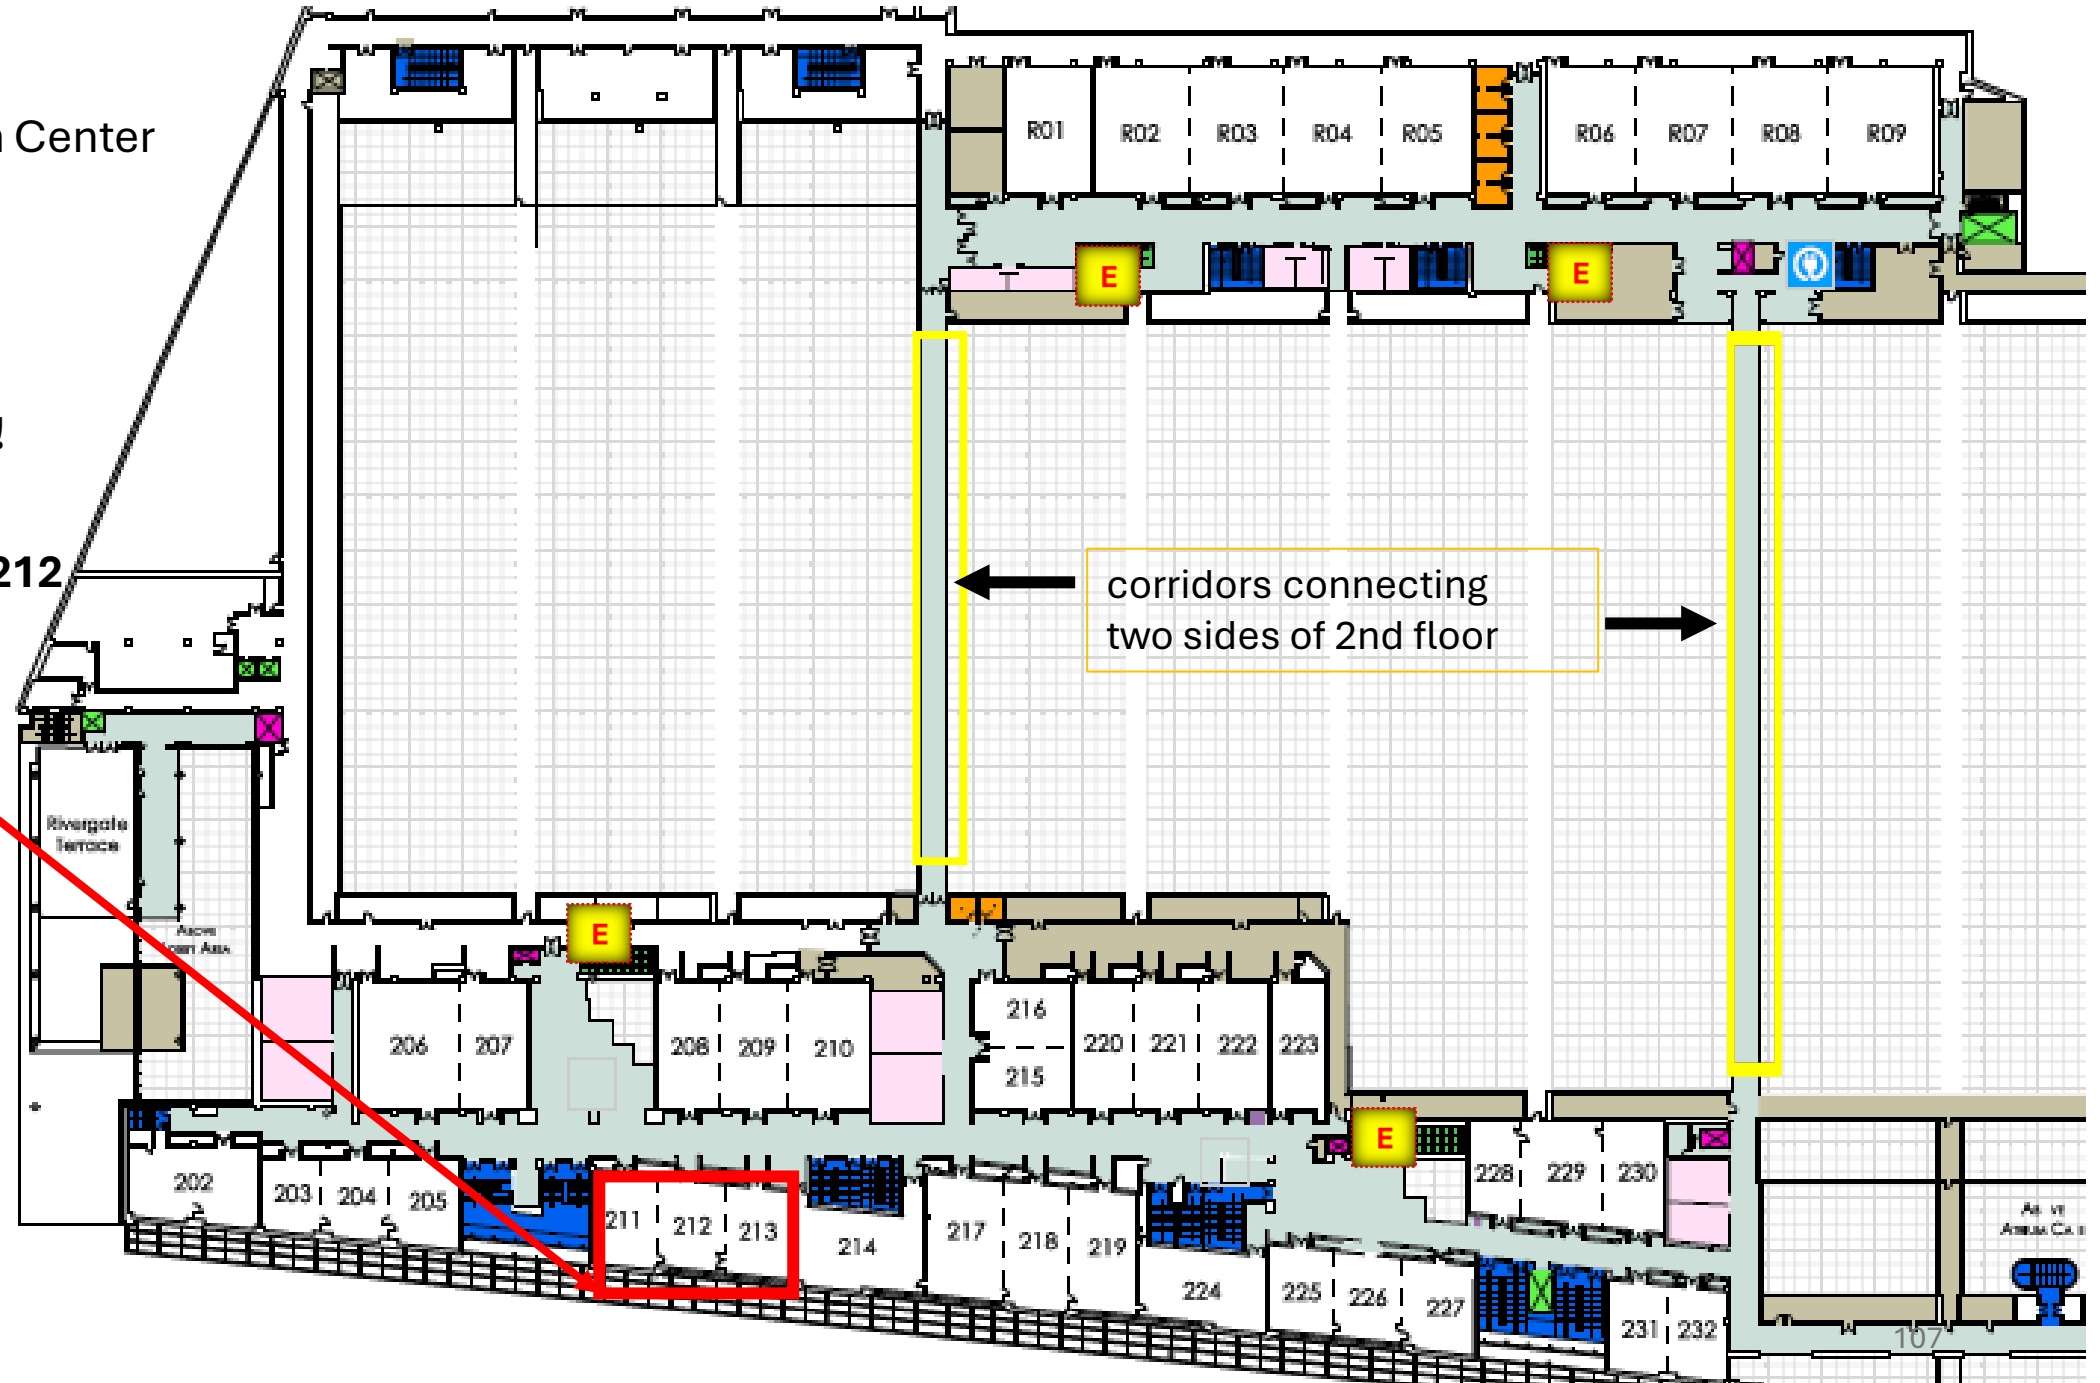 Center
R01 R02 R03 R04 R05 R06 R07 R08 R09
E E
!
212
corridors connecting
two sides of 2nd floor
Rivergate
Terrace
Above
E
216
206 207 208 209 210 220 221 222 223
215
E
202 203 204 205 211 212 213 214 217 218 219 228 229 230
224 225 226 227
231 232
107